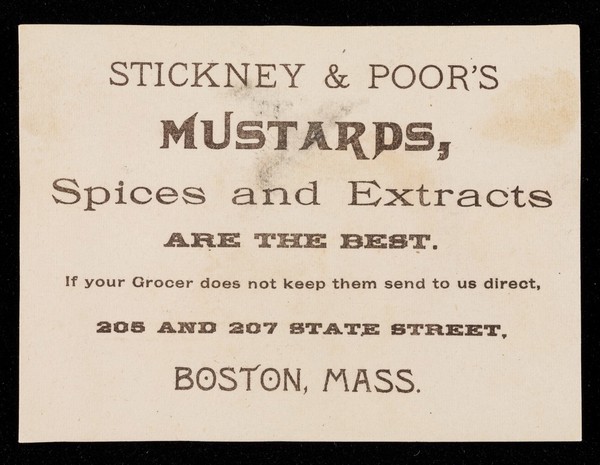 STICKNEY & POOR'S
MUSTARDS,
Spices and Extracts
ARE THE BEST.
If your Grocer does not keep them send to us direct,
205 AND 207 STATE STREET,
BOSTON, MASS.